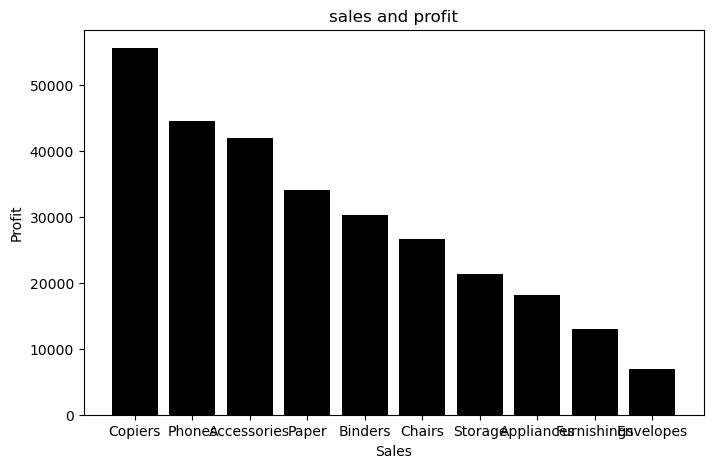 sales and profit
Profit
50000
40000
30000
20000
10000
0
Copiers Phones Accessories Paper Binders Chairs Storage Appliances Furnishings Envelopes
Sales